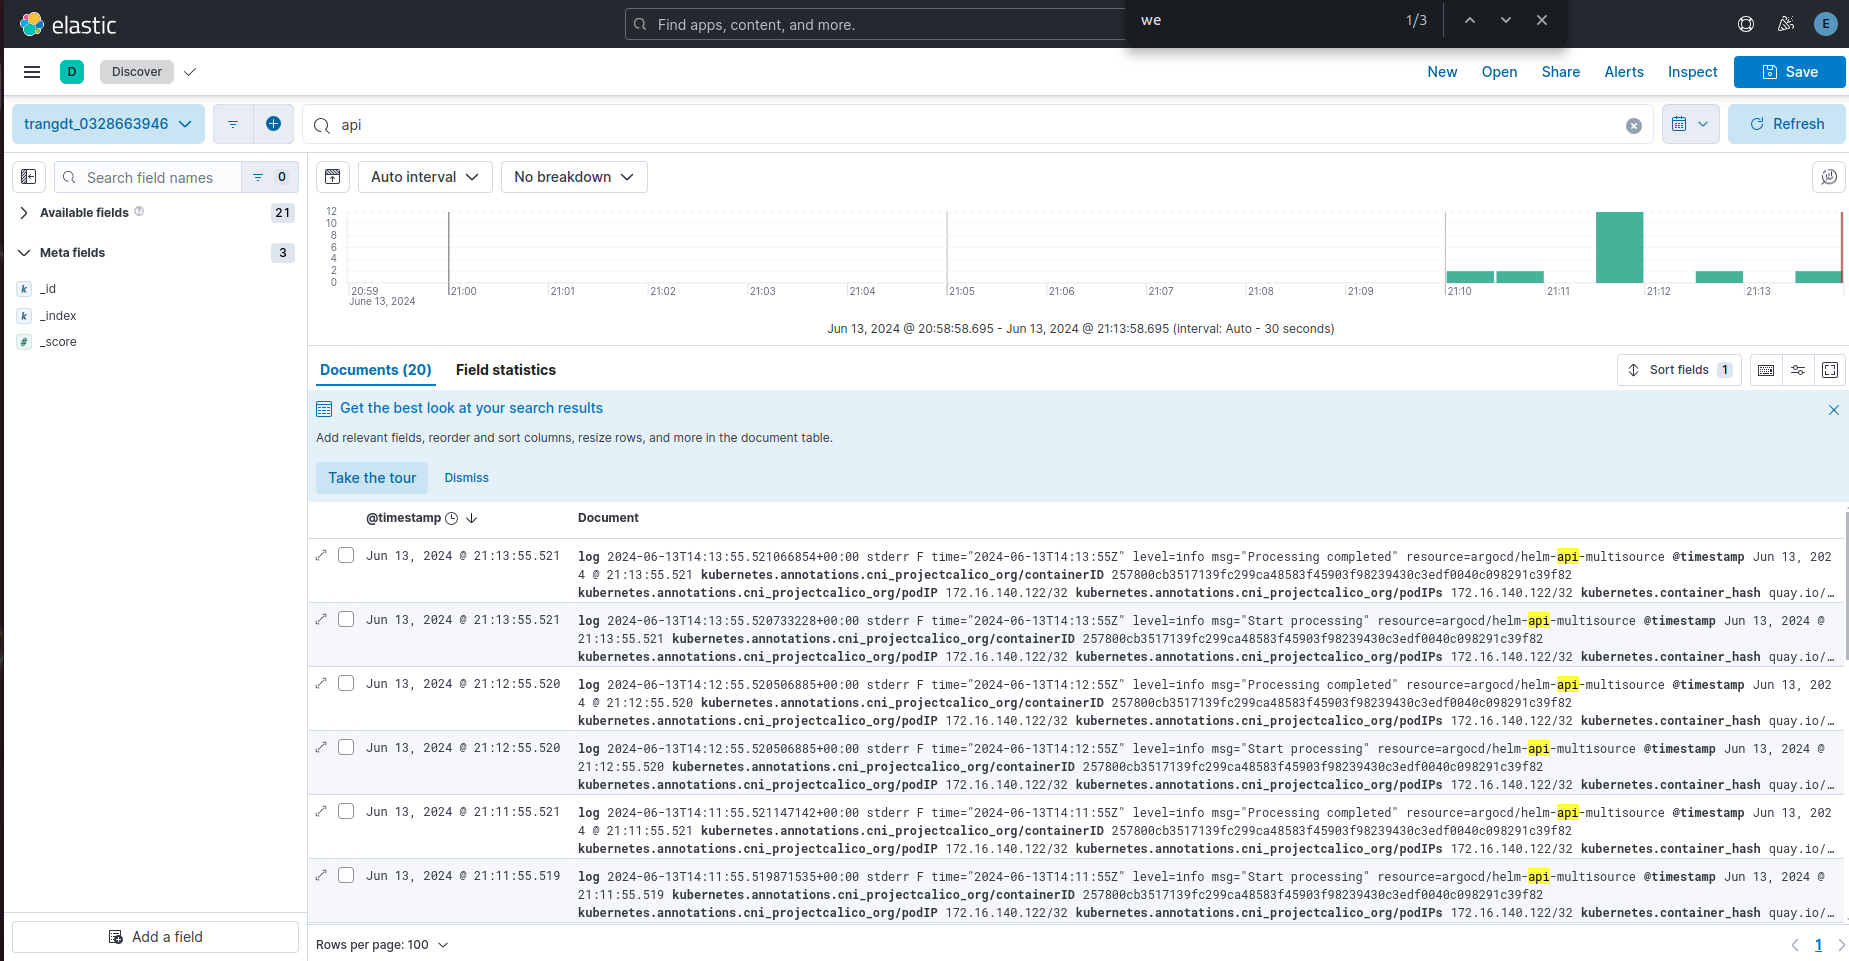 elastic
Find apps, content, and more.
we
1/3
E
D
Discover
New
Open
Share
Alerts
Inspect
Save
trangdt_0328663946
api
Refresh
Search field names
0
Auto interval
No breakdown
Available fields
21
Meta fields
3
k _id
k _index
# _score
12
10
8
6
4
2
0
20:59
21:00
21:01
21:02
21:03
21:04
21:05
21:06
21:07
21:08
21:09
21:10
21:11
21:12
21:13
June 13, 2024
Jun 13, 2024 @ 20:58:58.695 - Jun 13, 2024 @ 21:13:58.695 (interval: Auto - 30 seconds)
Documents (20)
Field statistics
Sort fields 1
Get the best look at your search results
Add relevant fields, reorder and sort columns, resize rows, and more in the document table.
Take the tour
Dismiss
@timestamp
Document
Jun 13, 2024 @ 21:13:55.521
log 2024-06-13T14:13:55.521066854+00:00 stderr F time="2024-06-13T14:13:55Z" level=info msg="Processing completed" resource=argocd/helm-api-multisource @timestamp Jun 13, 202
4 @ 21:13:55.521 kubernetes.annotations.cni_projectcalico_org/containerID 257800cb3517139fc299ca48583f45903f98239430c3edf0040c098291c39f82
kubernetes.annotations.cni_projectcalico_org/podIP 172.16.140.122/32 kubernetes.annotations.cni_projectcalico_org/podIPs 172.16.140.122/32 kubernetes.container_hash quay.io/…
Jun 13, 2024 @ 21:13:55.521
log 2024-06-13T14:13:55.520733228+00:00 stderr F time="2024-06-13T14:13:55Z" level=info msg="Start processing" resource=argocd/helm-api-multisource @timestamp Jun 13, 2024 @
21:13:55.521 kubernetes.annotations.cni_projectcalico_org/containerID 257800cb3517139fc299ca48583f45903f98239430c3edf0040c098291c39f82
kubernetes.annotations.cni_projectcalico_org/podIP 172.16.140.122/32 kubernetes.annotations.cni_projectcalico_org/podIPs 172.16.140.122/32 kubernetes.container_hash quay.io/…
Jun 13, 2024 @ 21:12:55.520
log 2024-06-13T14:12:55.520506885+00:00 stderr F time="2024-06-13T14:12:55Z" level=info msg="Processing completed" resource=argocd/helm-api-multisource @timestamp Jun 13, 202
4 @ 21:12:55.520 kubernetes.annotations.cni_projectcalico_org/containerID 257800cb3517139fc299ca48583f45903f98239430c3edf0040c098291c39f82
kubernetes.annotations.cni_projectcalico_org/podIP 172.16.140.122/32 kubernetes.annotations.cni_projectcalico_org/podIPs 172.16.140.122/32 kubernetes.container_hash quay.io/…
Jun 13, 2024 @ 21:12:55.520
log 2024-06-13T14:12:55.520506885+00:00 stderr F time="2024-06-13T14:12:55Z" level=info msg="Start processing" resource=argocd/helm-api-multisource @timestamp Jun 13, 2024 @
21:12:55.520 kubernetes.annotations.cni_projectcalico_org/containerID 257800cb3517139fc299ca48583f45903f98239430c3edf0040c098291c39f82
kubernetes.annotations.cni_projectcalico_org/podIP 172.16.140.122/32 kubernetes.annotations.cni_projectcalico_org/podIPs 172.16.140.122/32 kubernetes.container_hash quay.io/…
Jun 13, 2024 @ 21:11:55.521
log 2024-06-13T14:11:55.521147142+00:00 stderr F time="2024-06-13T14:11:55Z" level=info msg="Processing completed" resource=argocd/helm-api-multisource @timestamp Jun 13, 202
4 @ 21:11:55.521 kubernetes.annotations.cni_projectcalico_org/containerID 257800cb3517139fc299ca48583f45903f98239430c3edf0040c098291c39f82
kubernetes.annotations.cni_projectcalico_org/podIP 172.16.140.122/32 kubernetes.annotations.cni_projectcalico_org/podIPs 172.16.140.122/32 kubernetes.container_hash quay.io/…
Jun 13, 2024 @ 21:11:55.519
log 2024-06-13T14:11:55.519871535+00:00 stderr F time="2024-06-13T14:11:55Z" level=info msg="Start processing" resource=argocd/helm-api-multisource @timestamp Jun 13, 2024 @
21:11:55.519 kubernetes.annotations.cni_projectcalico_org/containerID 257800cb3517139fc299ca48583f45903f98239430c3edf0040c098291c39f82
kubernetes.annotations.cni_projectcalico_org/podIP 172.16.140.122/32 kubernetes.annotations.cni_projectcalico_org/podIPs 172.16.140.122/32 kubernetes.container_hash quay.io/…
Add a field
Rows per page: 100
1